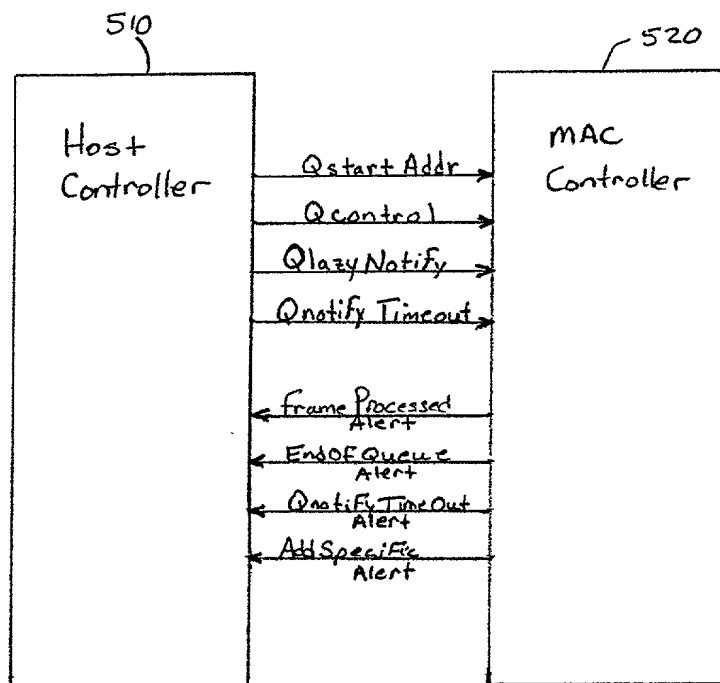 510
520
Host
Controller
MAC
Controller
Qstart Addr
Qcontrol
QlazyNotify
Qnotify Timeout
Frame Processed
Alert
EndOfQueue
Alert
QnotifyTimeOut
Alert
AddSpecific
Alert